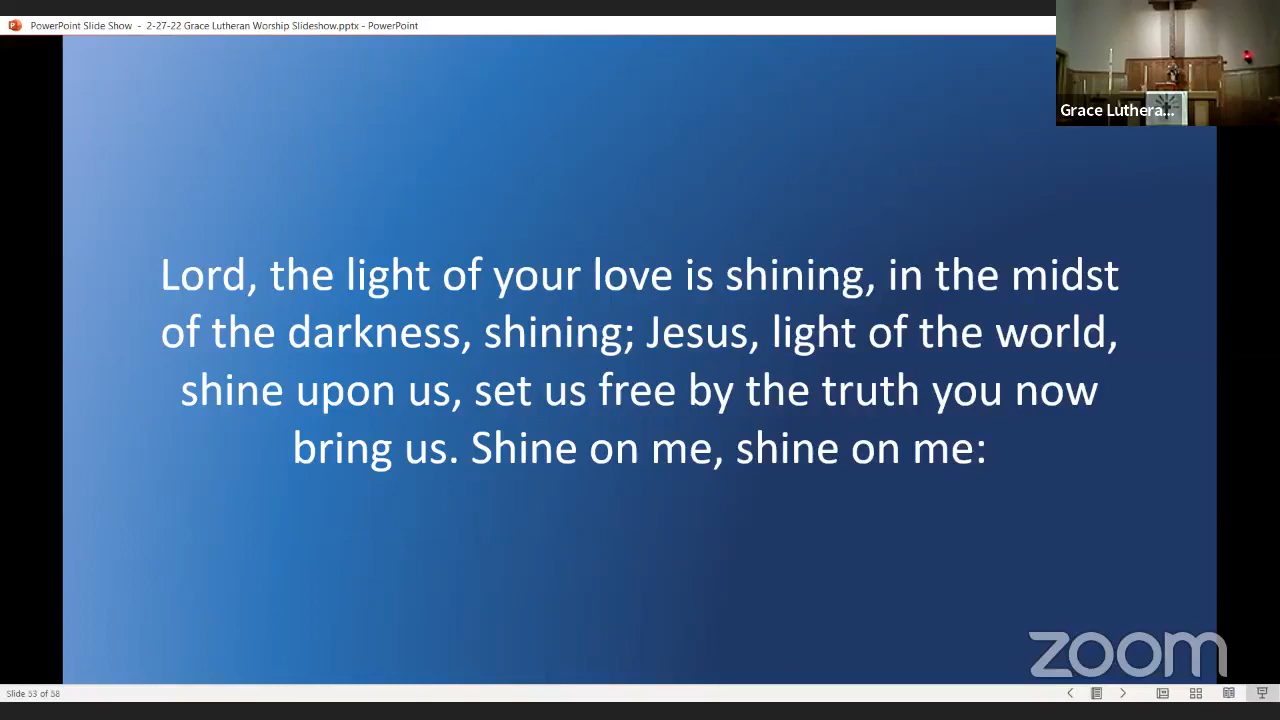 PowerPoint Slide Show - 2-27-22 Grace Lutheran Worship Slideshow.pptx - PowerPoint
Grace Luthera...
Lord, the light of your love is shining, in the midst
of the darkness, shining; Jesus, light of the world,
shine upon us, set us free by the truth you now
bring us. Shine on me, shine on me:
zoom
Slide 53 of 58